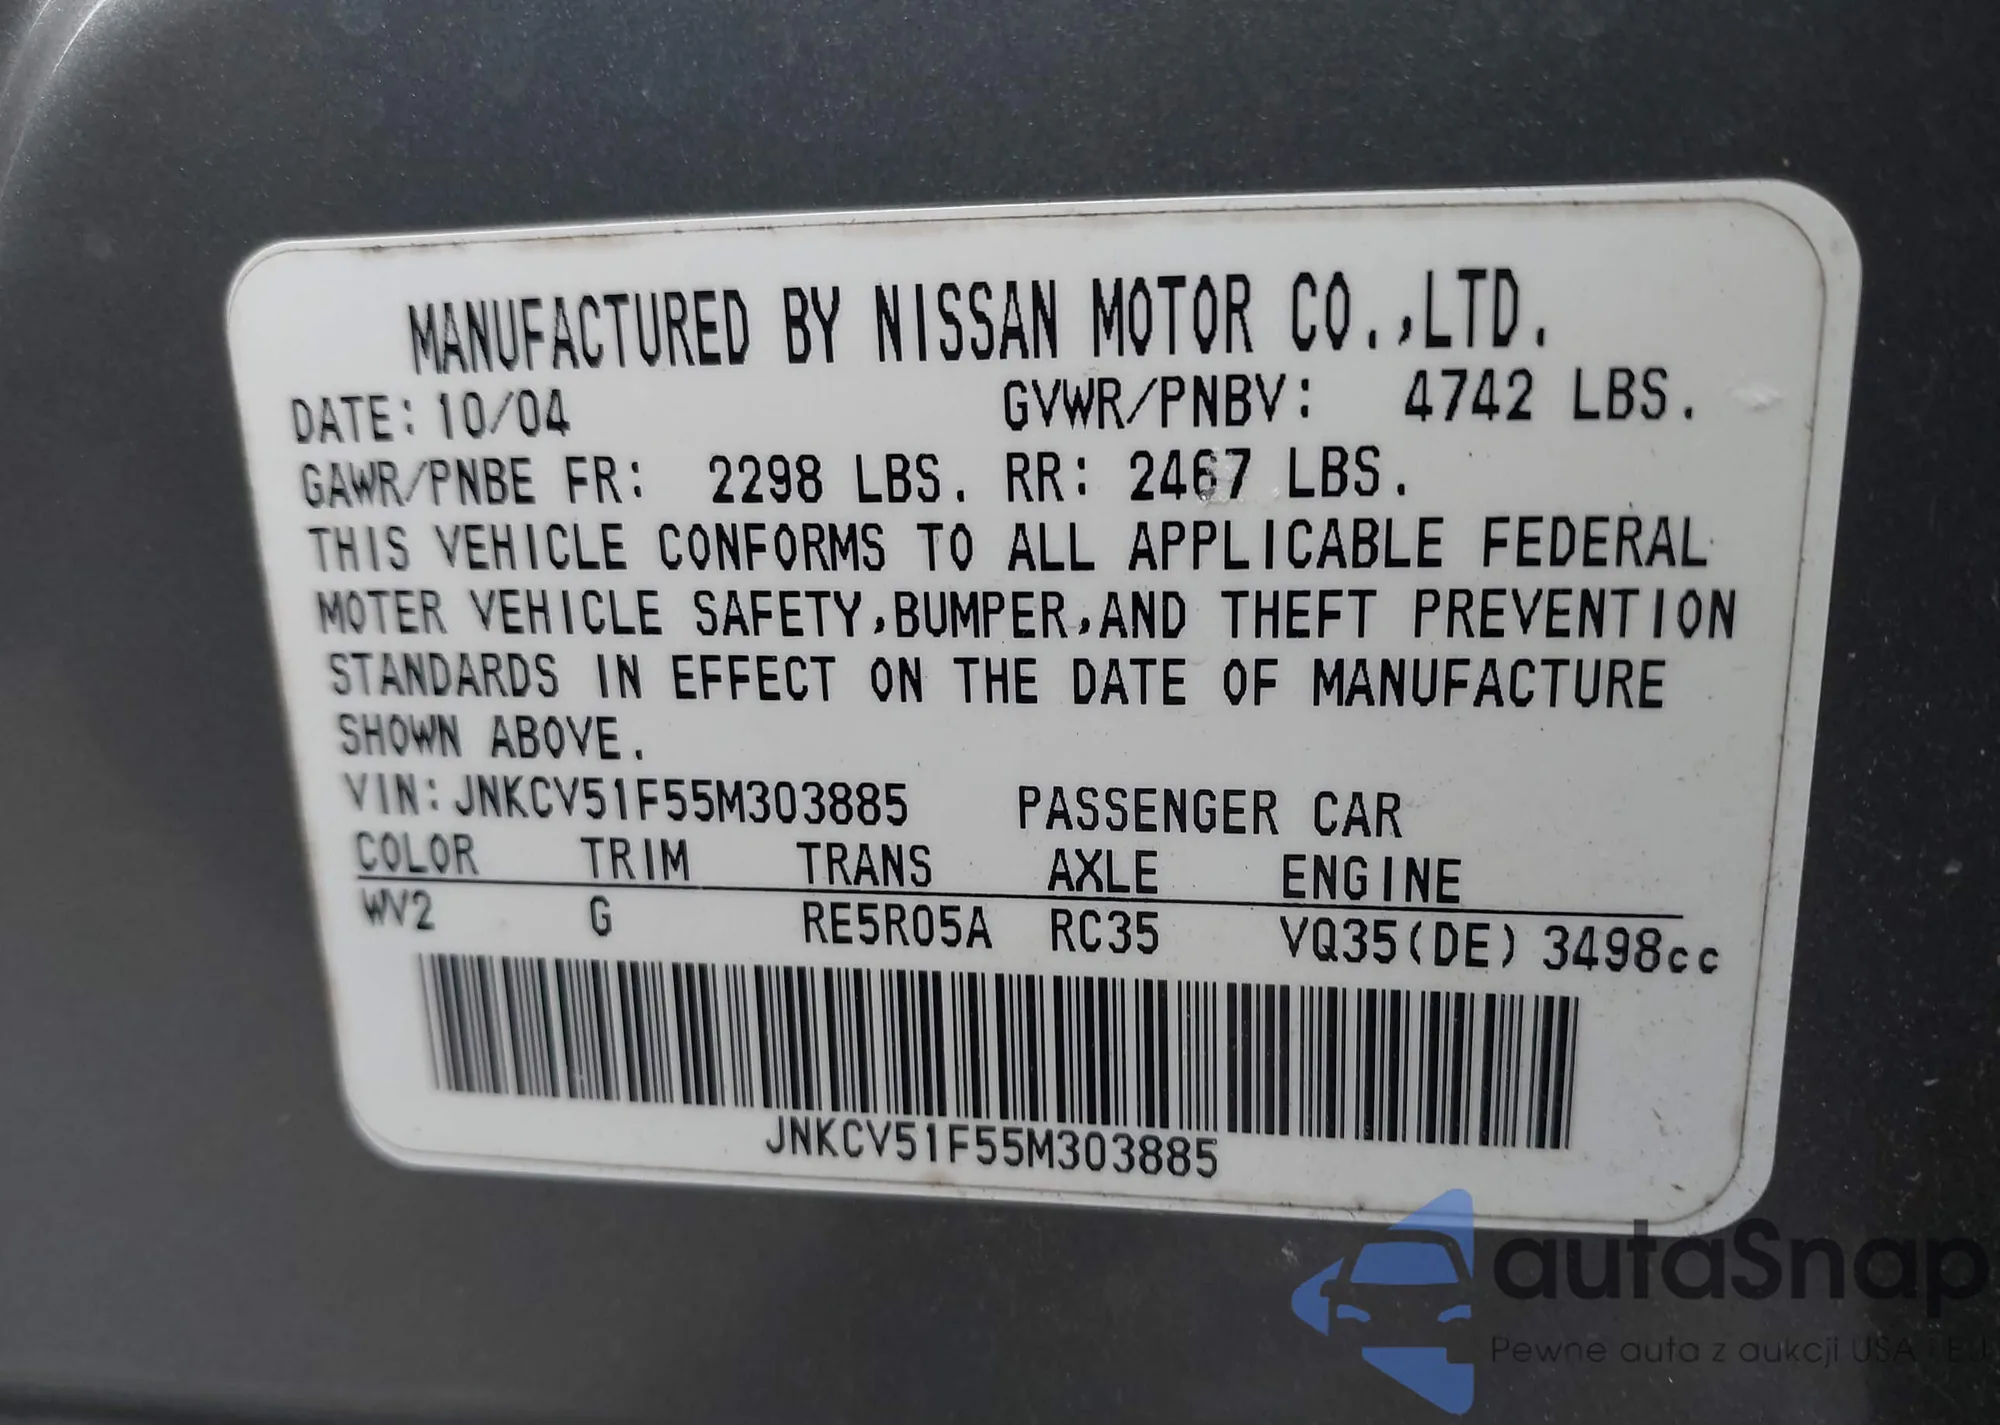 MANUFACTURED BY NISSAN MOTOR CO.,LTD.
DATE: 10/04 GVWR/PNBV: 4742 LBS.
GAWR/PNBE FR: 2298 LBS. RR: 2467 LBS.
THIS VEHICLE CONFORMS TO ALL APPLICABLE FEDERAL
MOTER VEHICLE SAFETY,BUMPER,AND THEFT PREVENTION
STANDARDS IN EFFECT ON THE DATE OF MANUFACTURE
SHOWN ABOVE.
VIN: JNKCV51F55M303885 PASSENGER CAR
COLOR TRIM TRANS AXLE ENGINE
WV2 G RE5R05A RC35 VQ35(DE) 3498cc
JNKCV51F55M303885
autaSnap
Pewne auta z aukcji USA i EU